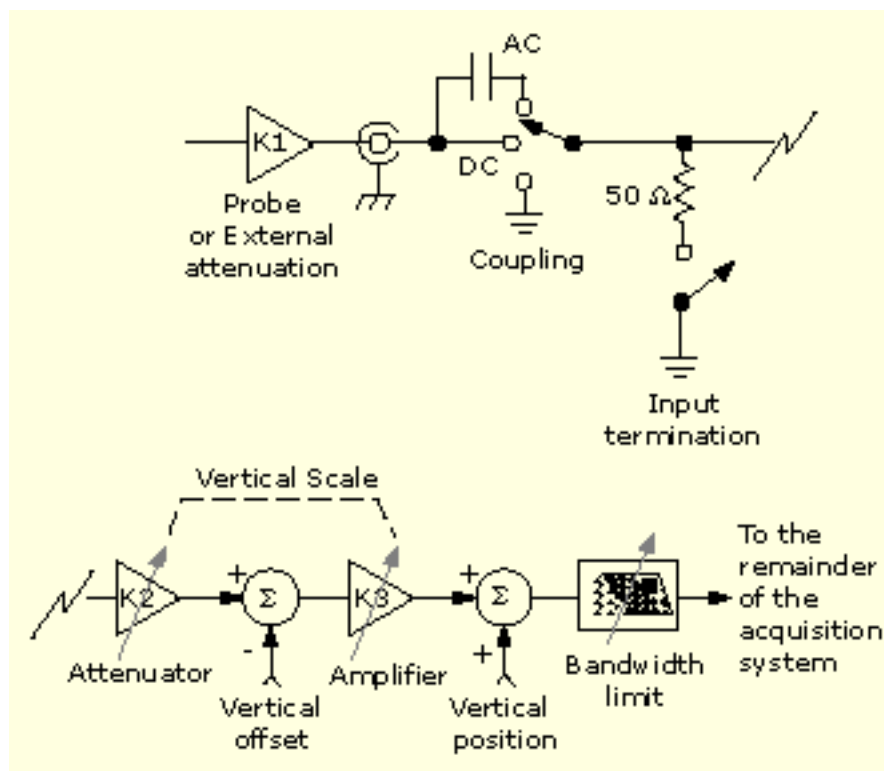 AC
K1
DC
Probe
or External
attenuation
Coupling
50 Ω
Input
termination
Vertical Scale
To the
remainder
of the
acquisition
system
K2
+
Σ
K3
+
Σ
-
+
Attenuator
Amplifier
Bandwidth
limit
Vertical
offset
Vertical
position